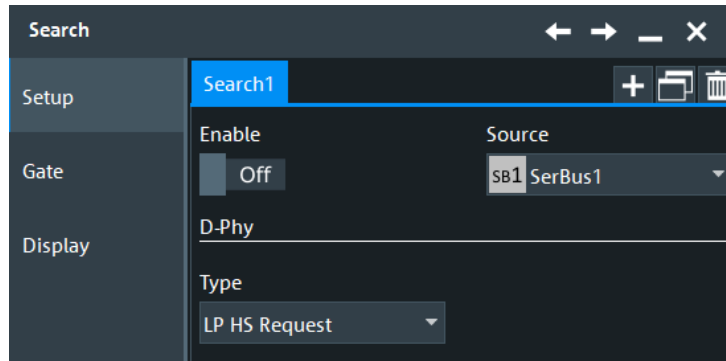 Search
Setup
Gate
Display
Search1
Enable
Off
Source
SB1 SerBus1
D-Phy
Type
LP HS Request